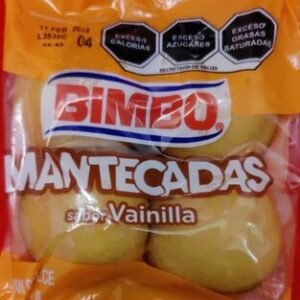 11 FEB 2022
04
EXCESO CALORÍAS
EXCESO AZÚCARES
EXCESO GRASAS SATURADAS
SECRETARÍA DE SALUD
BIMBO
MANTECADAS
sabor Vainilla